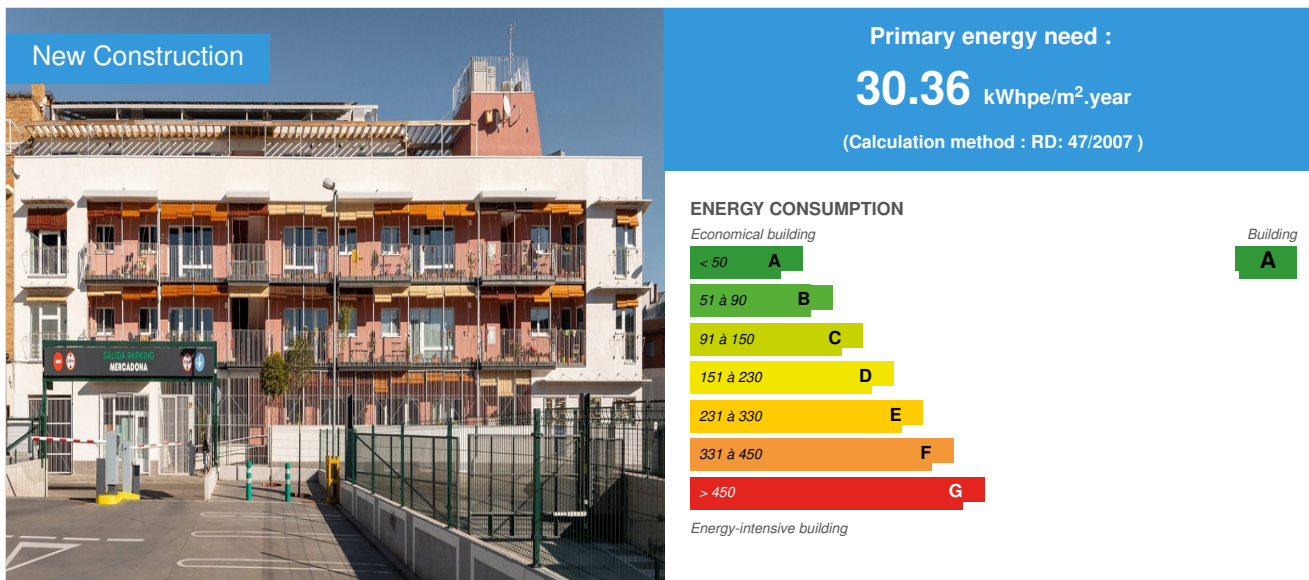 New Construction
SALIDA PARKING
MERCADONA
Primary energy need :
30.36 kWhpe/m².year
(Calculation method : RD: 47/2007 )
ENERGY CONSUMPTION
Economical building
Building
< 50 A
A
51 à 90 B
91 à 150 C
151 à 230 D
231 à 330 E
331 à 450 F
> 450 G
Energy-intensive building